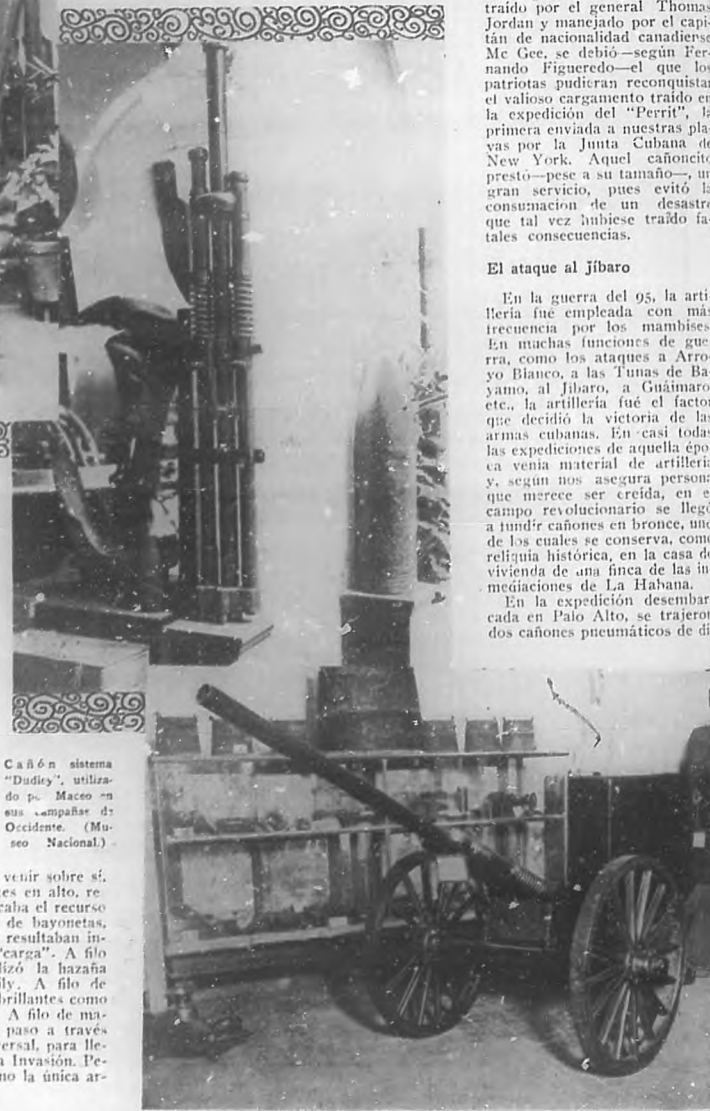 Cañón sistema
"Dudley", utiliza-
do Maceo en
sus campañas de
Occidente. (Mu-
seo Nacional.)
venir sobre sí,
es en alto, re-
caba el recurso
de bayonetas,
resultaban in-
"carga". A filo
lizó la hazaña
ily. A filo de
brillantes como
A filo de ma-
paso a través
ersal, para lle-
a Invasión. Pe-
no la única ar-
traído por el general Thomas
Jordan y manejado por el capi-
tán de nacionalidad canadiense
Mc Gee, se debió—según Fer-
nando Figueredo—el que los
patriotas pudieran reconquistar
el valioso cargamento traído en
la expedición del "Perrit", la
primera enviada a nuestras pla-
yas por la Junta Cubana de
New York. Aquel cañoncito
prestó—pese a su tamaño—, un
gran servicio, pues evitó la
consumacion de un desastre
que tal vez hubiese traído fa-
tales consecuencias.
El ataque al jíbaro
En la guerra del 95, la arti-
llería fué empleada con más
frecuencia por los mambises.
En muchas funciones de gue-
rra, como los ataques a Arro-
yo Blanco, a las Tunas de Ba-
yamo, al Jíbaro, a Guáimaro,
etc., la artillería fué el factor
que decidió la victoria de las
armas cubanas. En casi todas
las expediciones de aquella épo-
ca venía material de artillería
y, según nos asegura persona
que merece ser creída, en el
campo revolucionario se llegó
a fundir cañones en bronce, uno
de los cuales se conserva, como
reliquia histórica, en la casa de
vivienda de una finca de las in-
mediaciones de La Habana.
En la expedición desembar-
cada en Palo Alto, se trajeron
dos cañones pneumáticos de di-